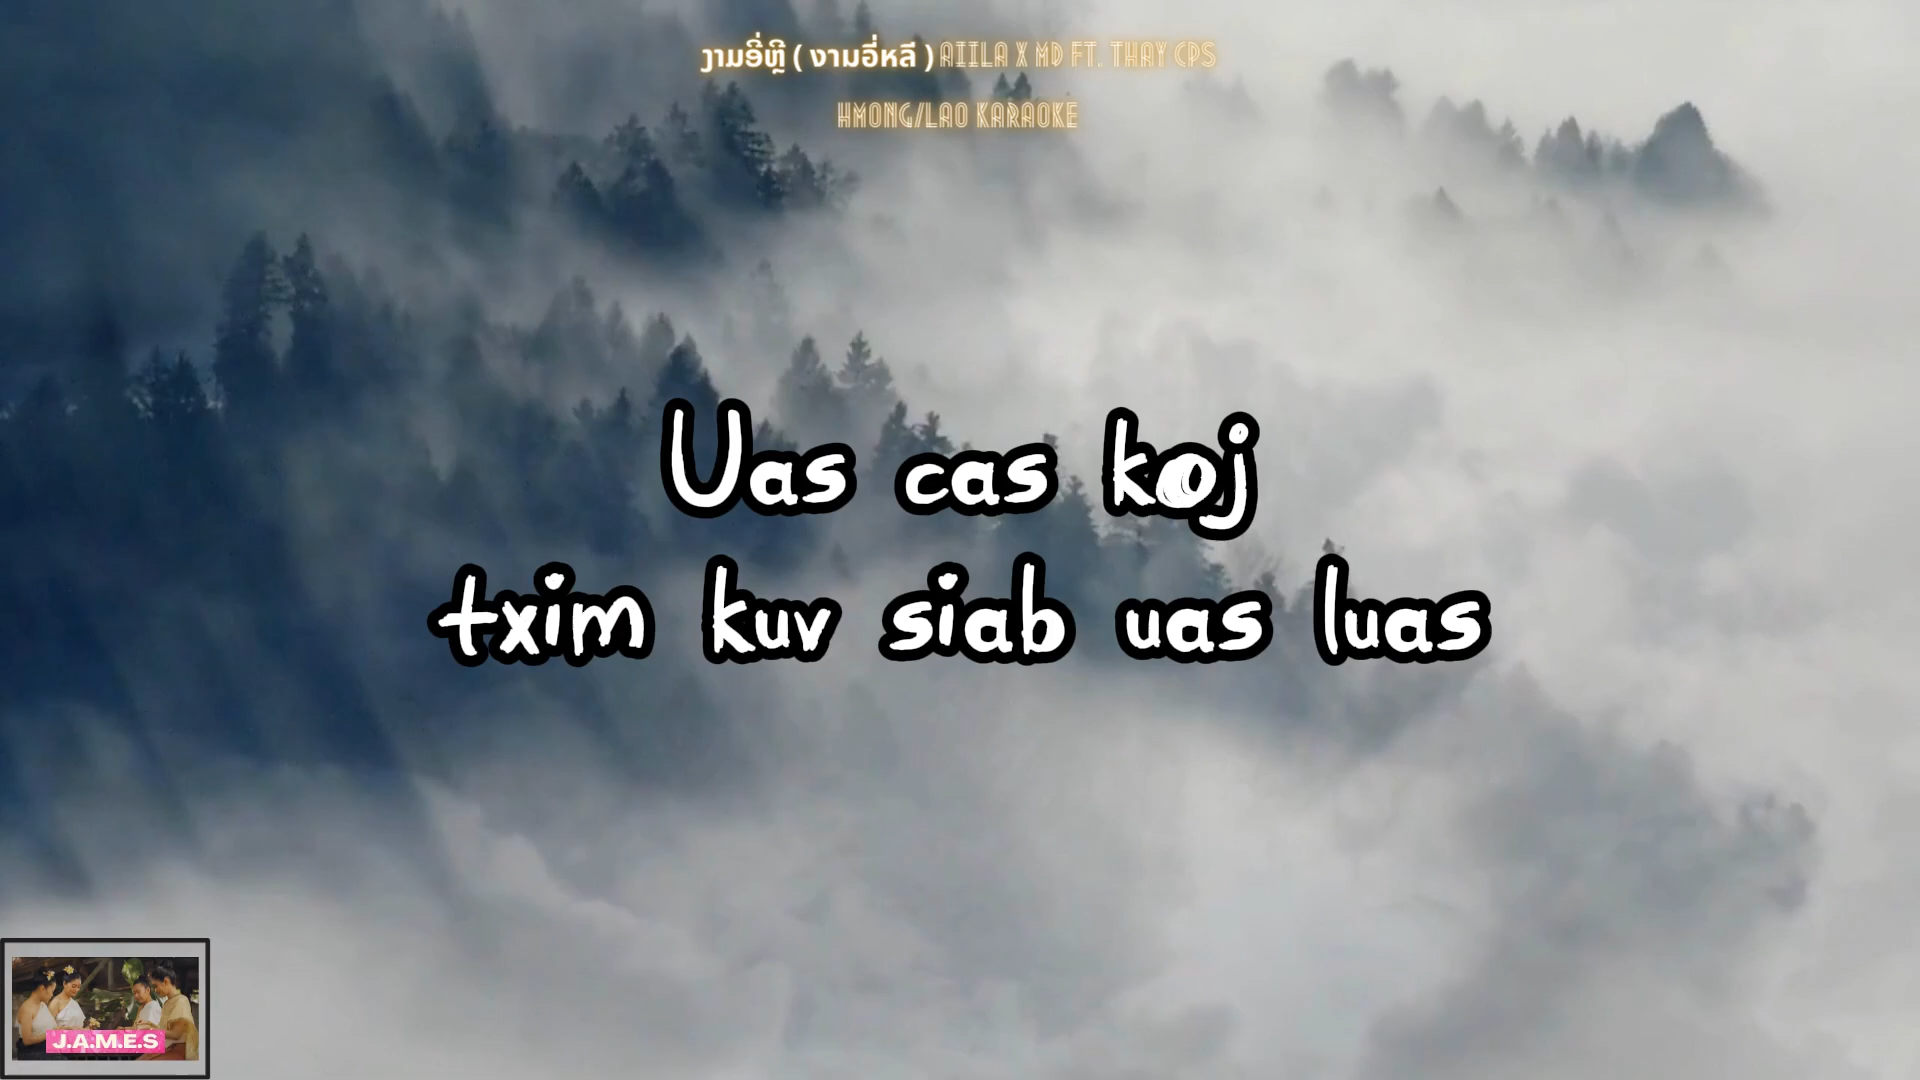 ງາມອີ່ຫຼີ ( งามอี่หลี ) AIILA X MD FT. THAY CPS
HMONG/LAO KARAOKE
Uas cas koj
txim kuv siab uas luas
J.A.M.E.S